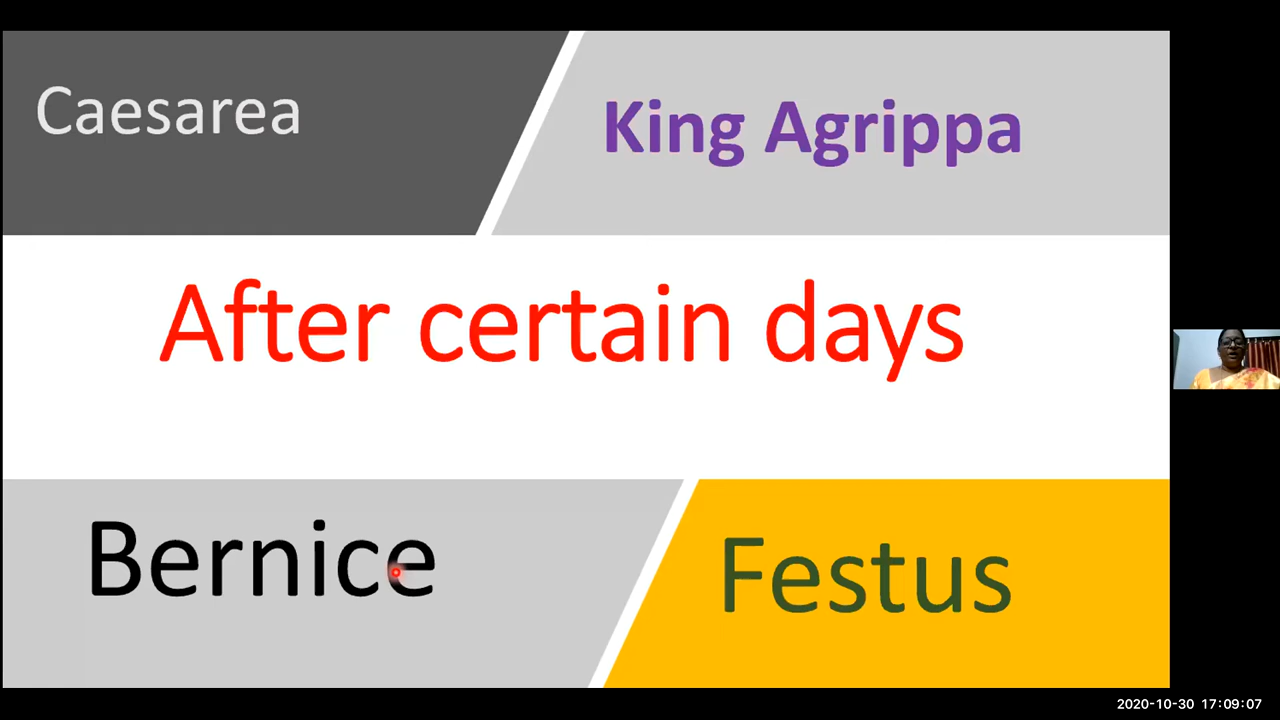 Caesarea
King Agrippa
After certain days
Bernice
Festus
2020-10-30 17:09:07